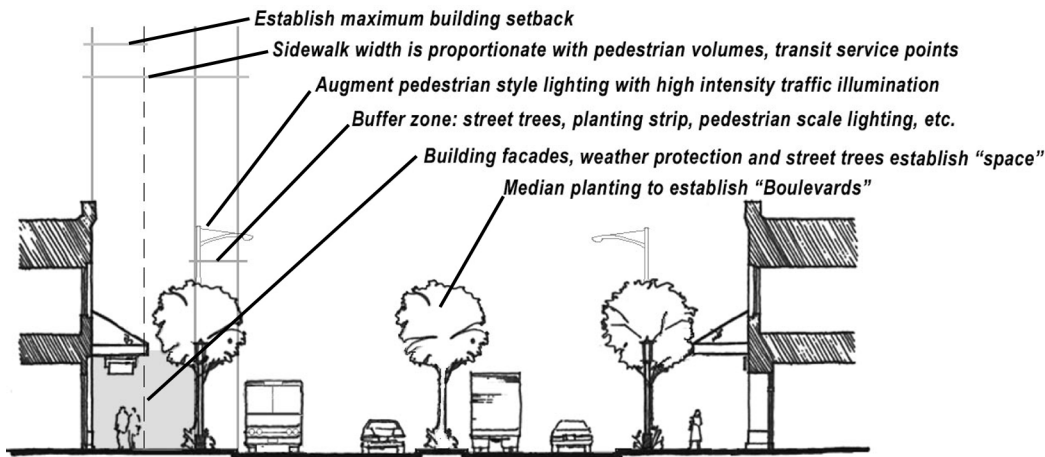 Establish maximum building setback
Sidewalk width is proportionate with pedestrian volumes, transit service points
Augment pedestrian style lighting with high intensity traffic illumination
Buffer zone: street trees, planting strip, pedestrian scale lighting, etc.
Building facades, weather protection and street trees establish “space”
Median planting to establish “Boulevards”